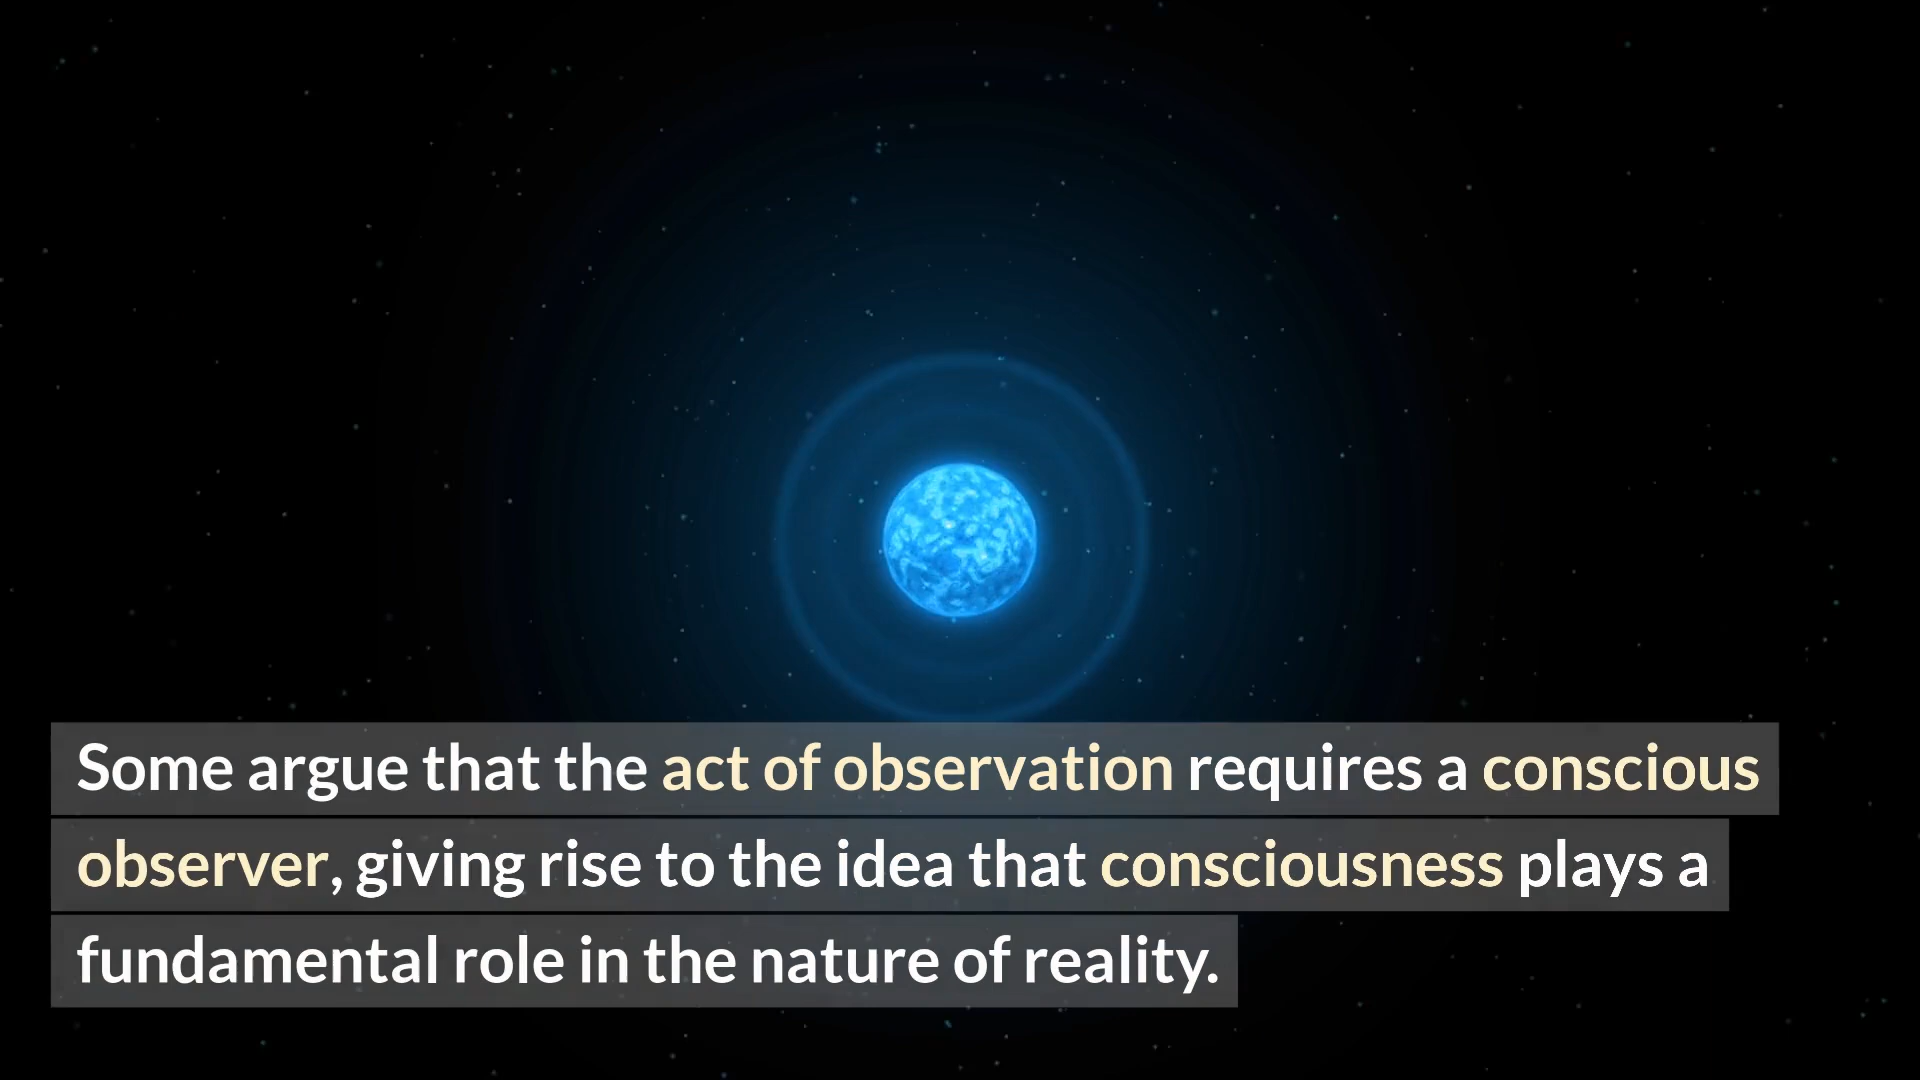 Some argue that the act of observation requires a conscious
observer, giving rise to the idea that consciousness plays a
fundamental role in the nature of reality.